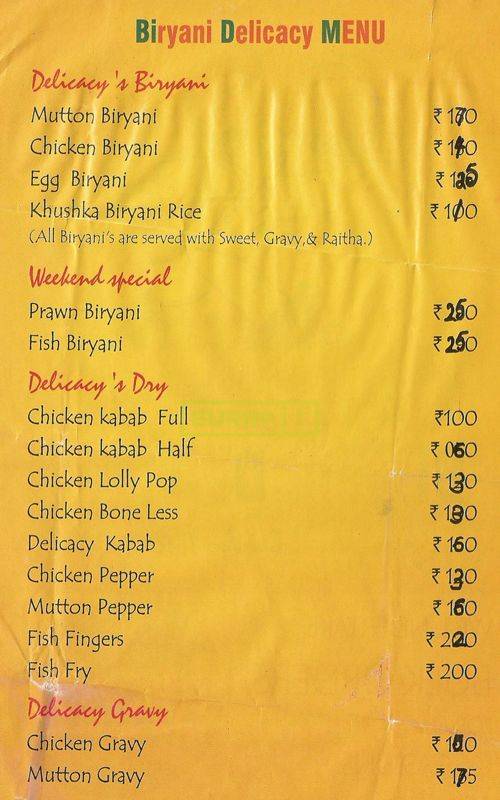 Biryani Delicacy MENU
Delicacy's Biryani
Mutton Biryani ₹ 170
Chicken Biryani ₹ 140
Egg Biryani ₹ 125
Khushka Biryani Rice ₹ 100
(All Biryani's are served with Sweet, Gravy,& Raitha.)
Weekend special
Prawn Biryani ₹ 250
Fish Biryani ₹ 250
Delicacy's Dry
Chicken kabab Full ₹100
Chicken kabab Half ₹ 060
Chicken Lolly Pop ₹ 130
Chicken Bone Less ₹ 130
Delicacy Kabab ₹ 160
Chicken Pepper ₹ 130
Mutton Pepper ₹ 160
Fish Fingers ₹ 220
Fish Fry ₹ 200
Delicacy Gravy
Chicken Gravy ₹
Mutton Gravy ₹ 175